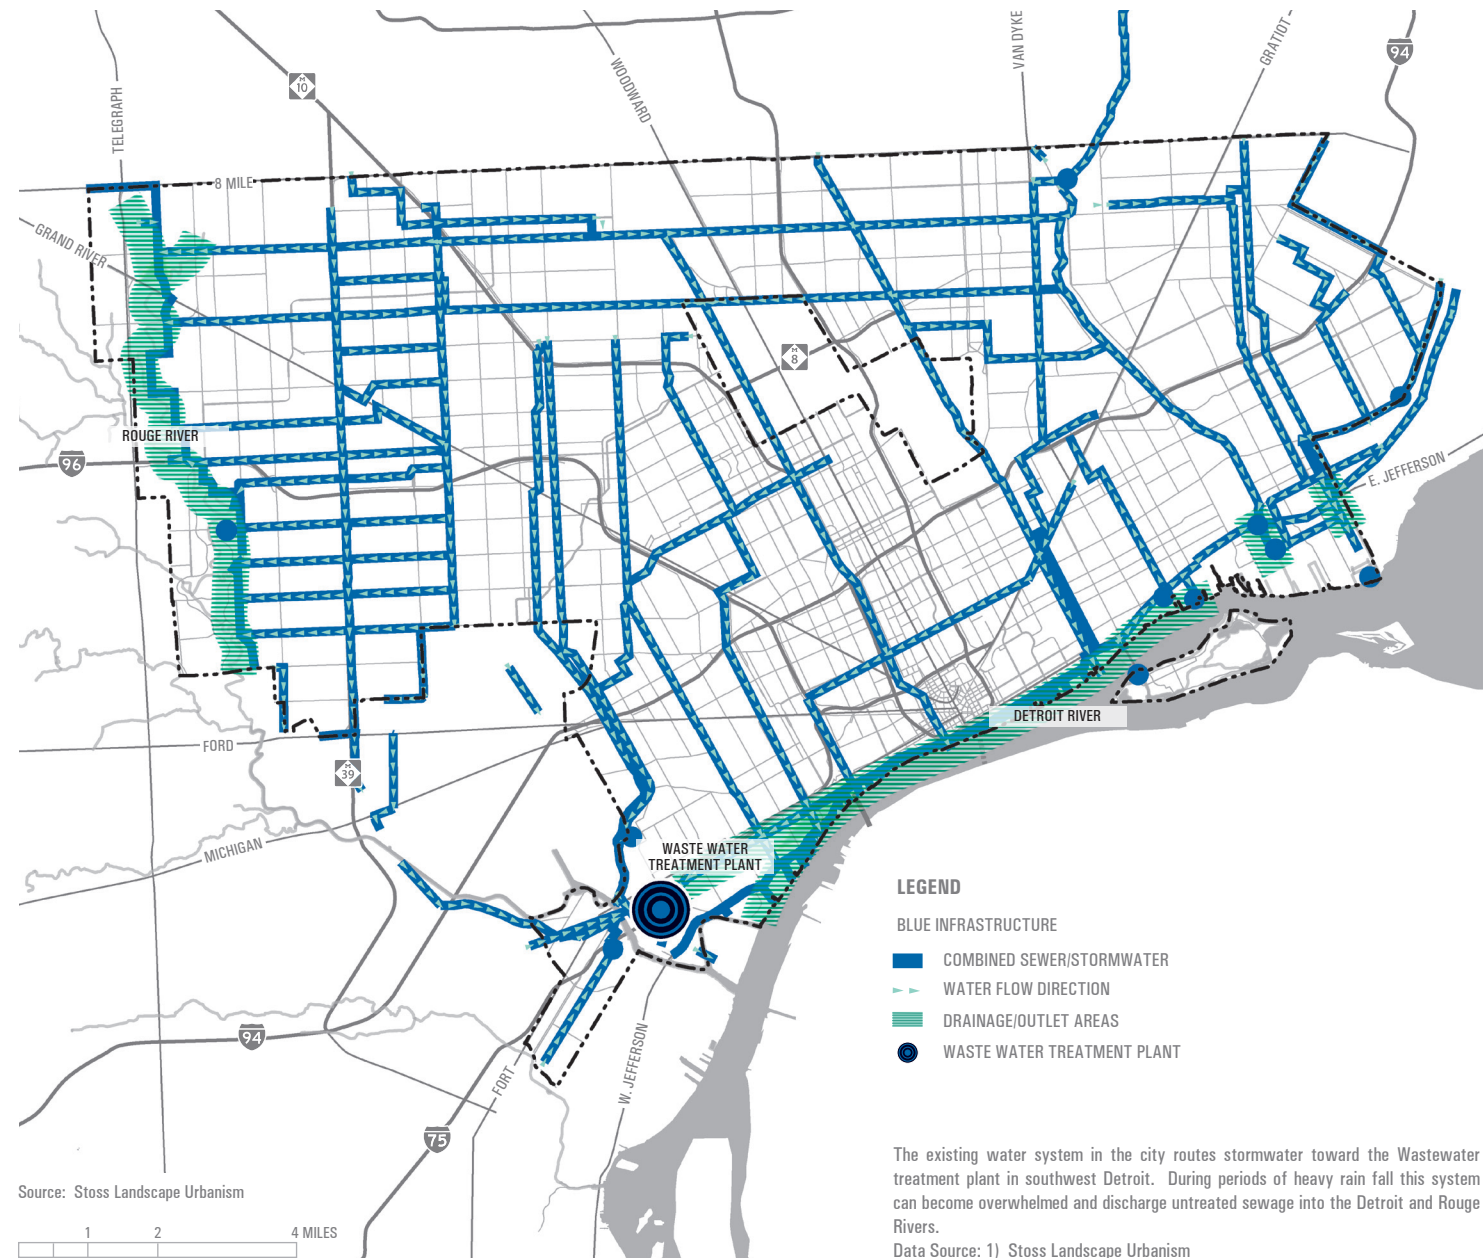 VAN DYKE
GRATIOT
94
WOODWARD
M
10
TELEGRAPH
8 MILE
GRAND RIVER
M
8
ROUGE RIVER
96
E. JEFFERSON
DETROIT RIVER
FORD
M
39
MICHIGAN
WASTE WATER
TREATMENT PLANT
94
FORT
W. JEFFERSON
75
LEGEND
BLUE INFRASTRUCTURE
COMBINED SEWER/STORMWATER
WATER FLOW DIRECTION
DRAINAGE/OUTLET AREAS
WASTE WATER TREATMENT PLANT
The existing water system in the city routes stormwater toward the Wastewater
treatment plant in southwest Detroit. During periods of heavy rain fall this system
can become overwhelmed and discharge untreated sewage into the Detroit and Rouge
Rivers.
Data Source: 1) Stoss Landscape Urbanism
Source: Stoss Landscape Urbanism
1 2 4 MILES